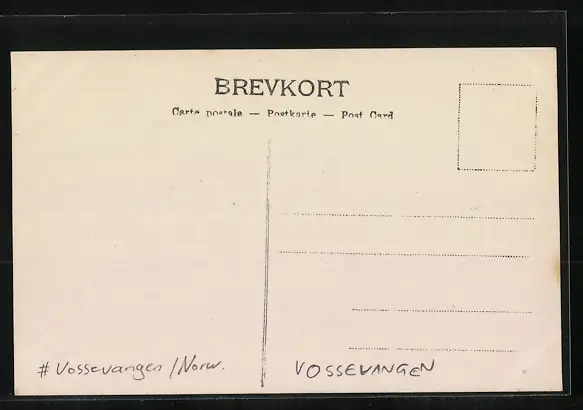 BREVKORT
Carte postale — Postkarte — Post Card
# Vossevangen / Norw.
VOSSEVANGEN